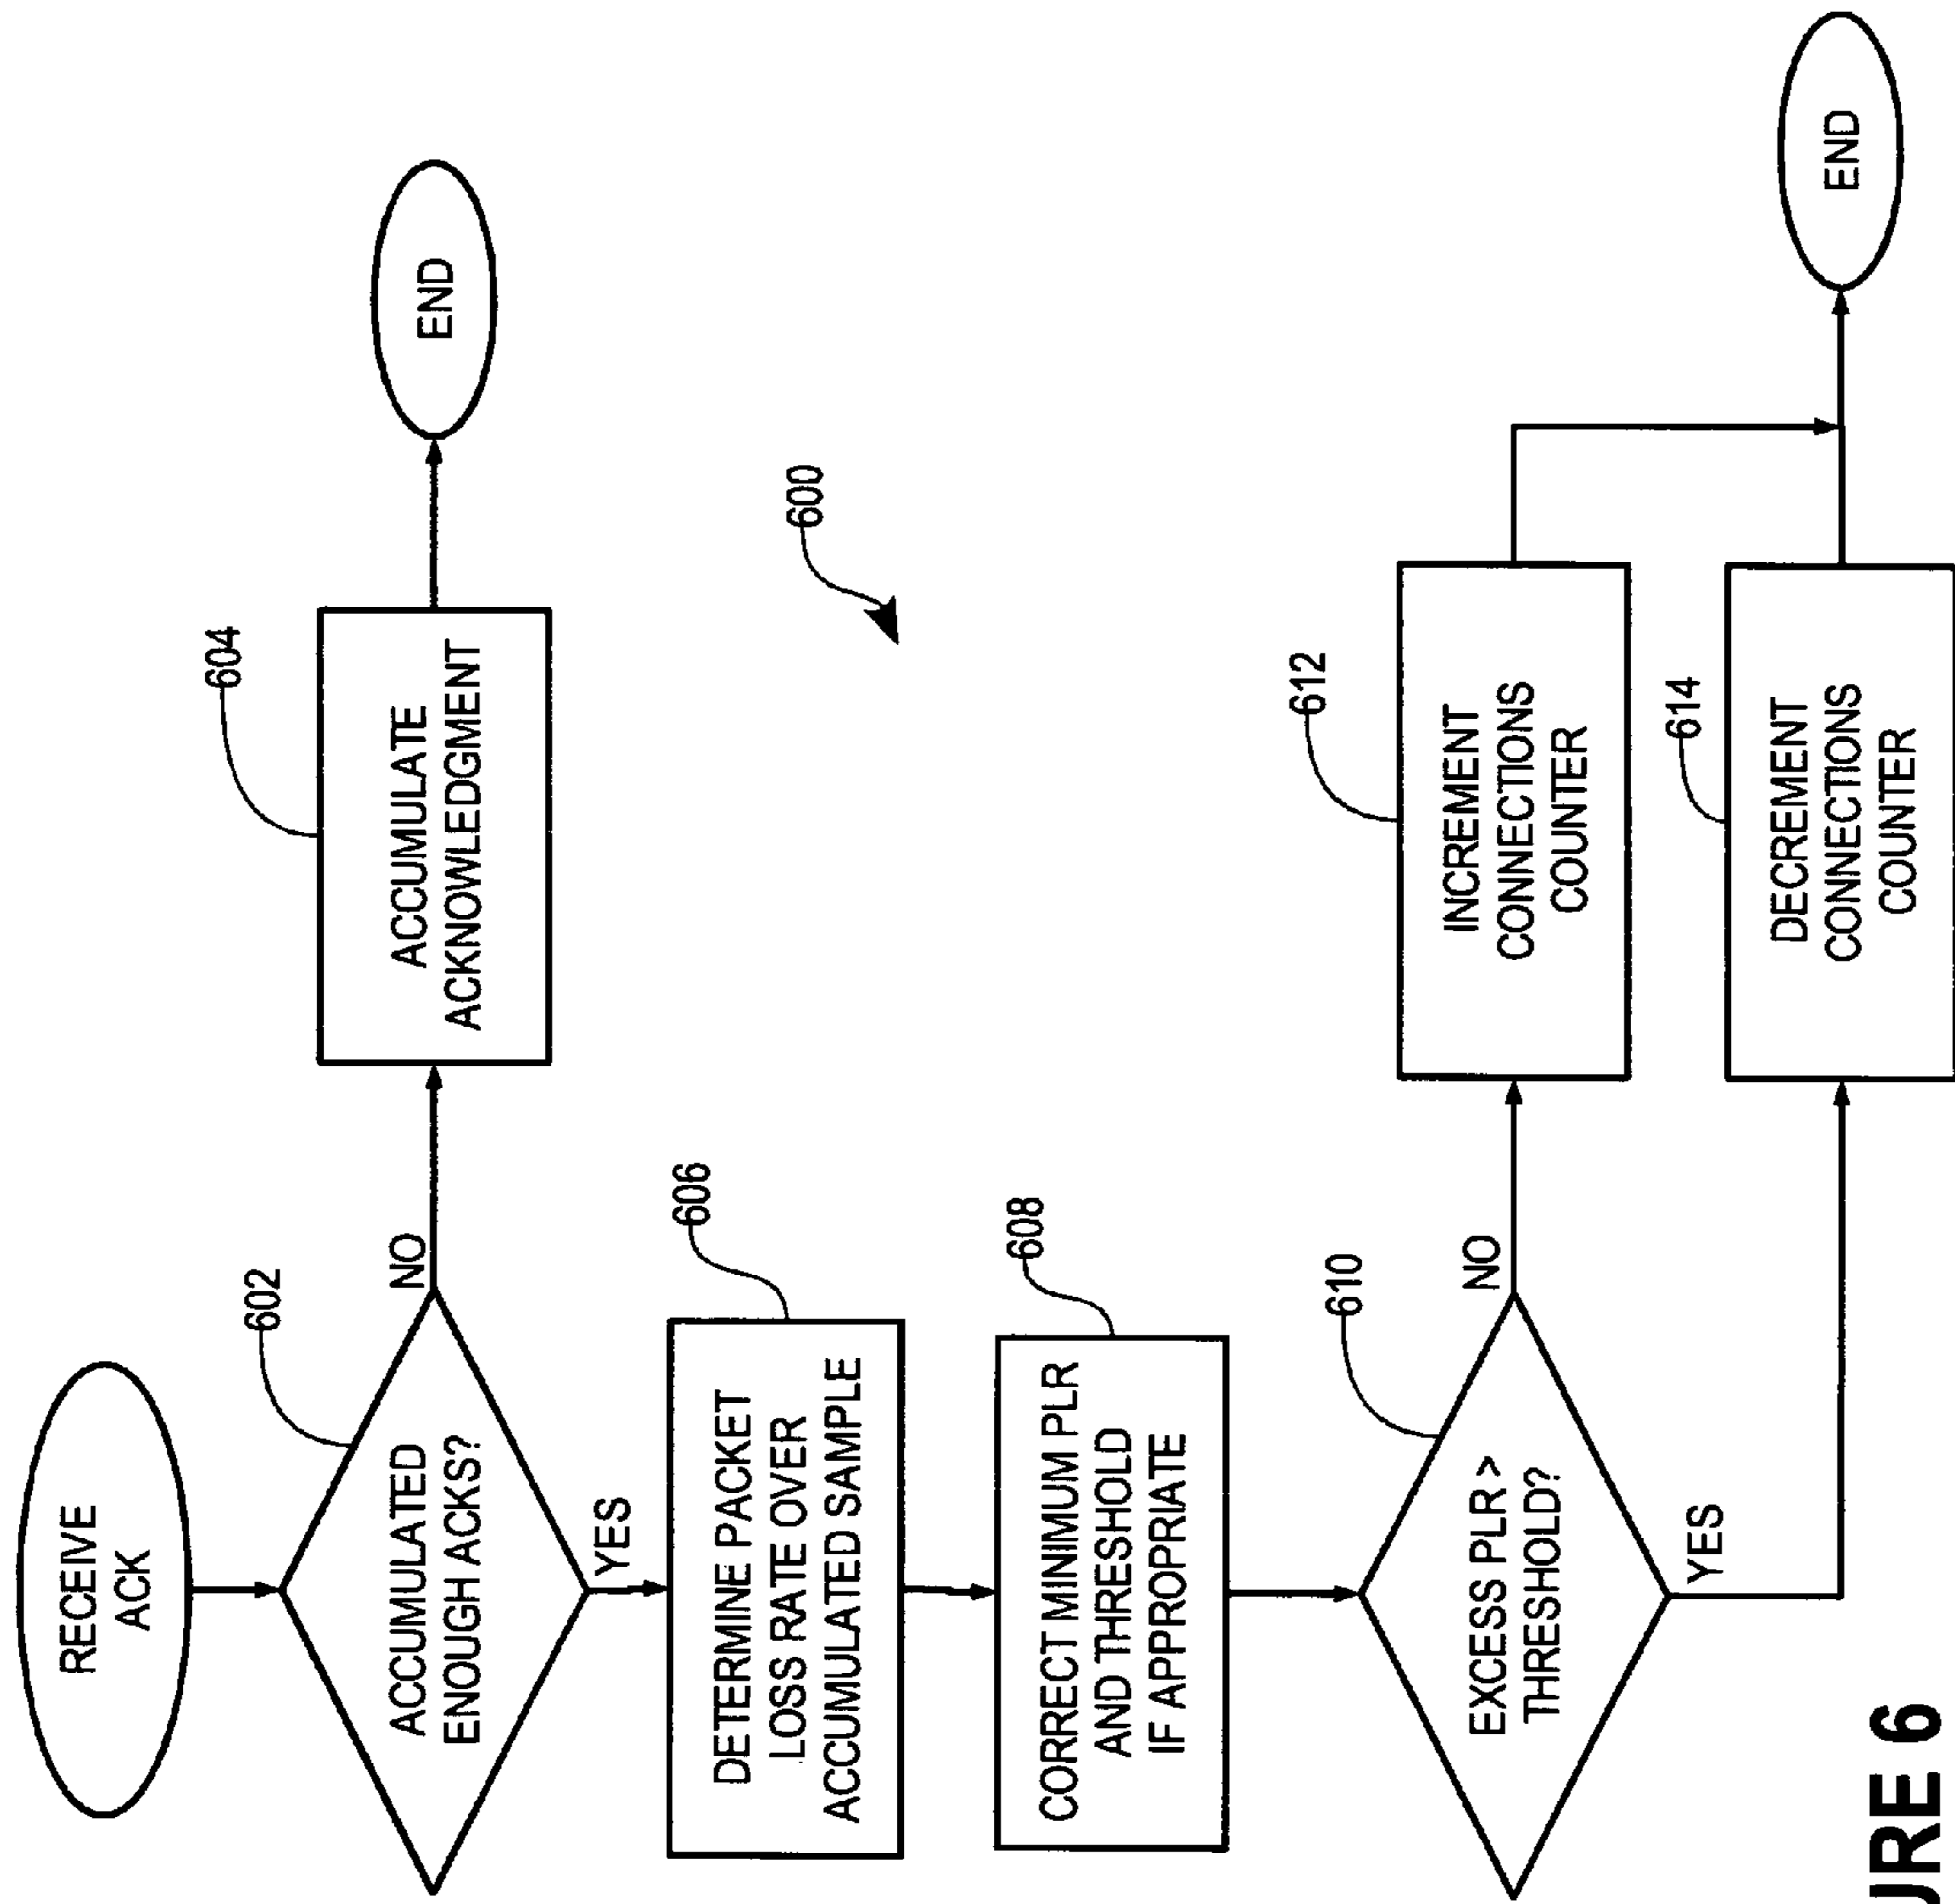 RECEIVE
ACK
602
ACCUMULATED
ENOUGH ACKS?
NO
604
ACCUMULATE
ACKNOWLEDGMENT
END
YES
606
DETERMINE PACKET
LOSS RATE OVER
ACCUMULATED SAMPLE
600
608
CORRECT MINIMUM PLR
AND THRESHOLD
IF APPROPRIATE
610
EXCESS PLR >
THRESHOLD?
NO
612
INCREMENT
CONNECTIONS
COUNTER
YES
614
DECREMENT
CONNECTIONS
COUNTER
END
URE 6